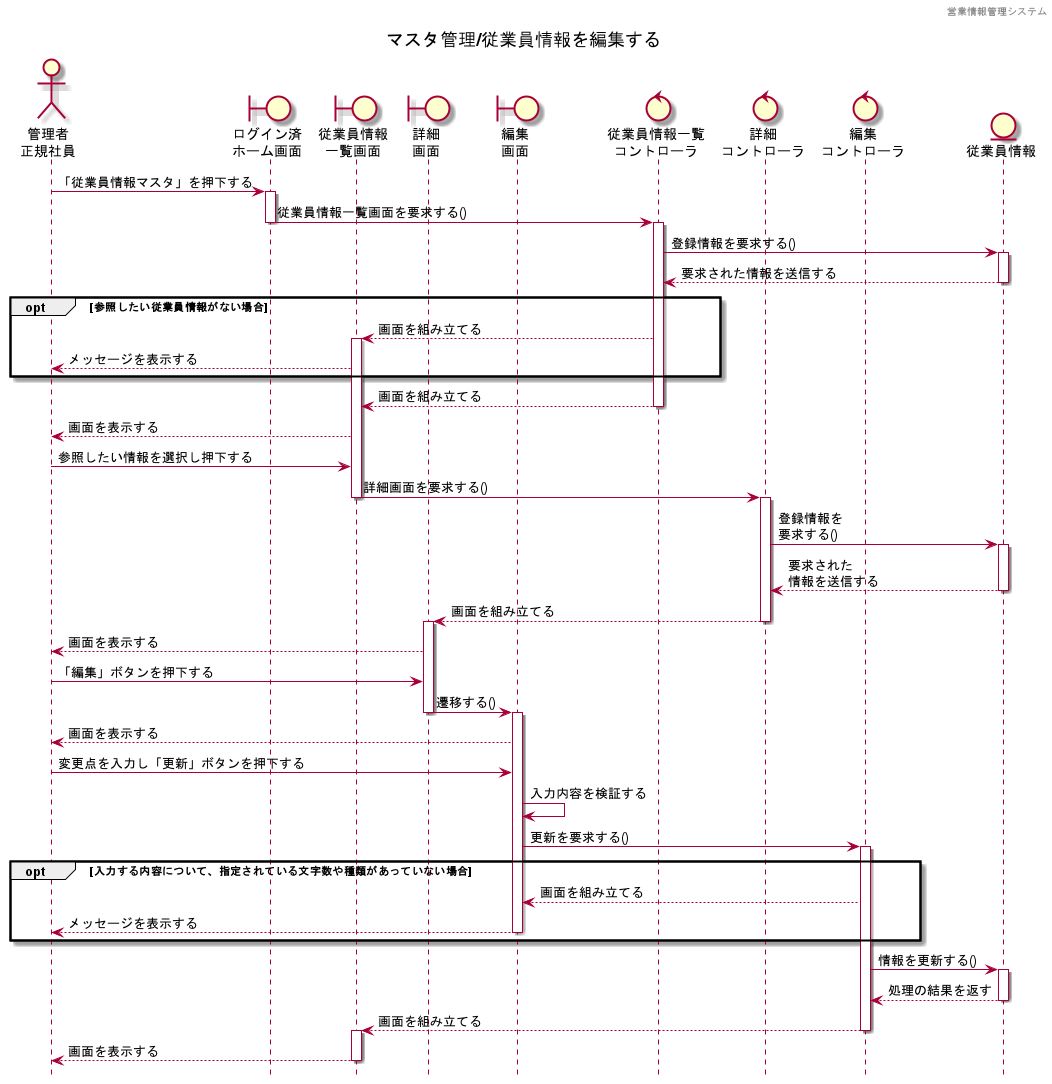 営業情報管理システム
マスタ管理/従業員情報を編集する
管理者
正規社員
ログイン済
ホーム画面
従業員情報
一覧画面
詳細
画面
編集
画面
従業員情報一覧
コントローラ
詳細
コントローラ
編集
コントローラ
従業員情報
「従業員情報マスタ」を押下する
従業員情報一覧画面を要求する()
登録情報を要求する()
要求された情報を送信する
opt [参照したい従業員情報がない場合]
画面を組み立てる
メッセージを表示する
画面を組み立てる
画面を表示する
参照したい情報を選択し押下する
詳細画面を要求する()
登録情報を
要求する()
要求された
情報を送信する
画面を組み立てる
画面を表示する
「編集」ボタンを押下する
遷移する()
画面を表示する
変更点を入力し「更新」ボタンを押下する
入力内容を検証する
更新を要求する()
opt [入力する内容について、指定されている文字数や種類があっていない場合]
画面を組み立てる
メッセージを表示する
情報を更新する()
処理の結果を返す
画面を組み立てる
画面を表示する